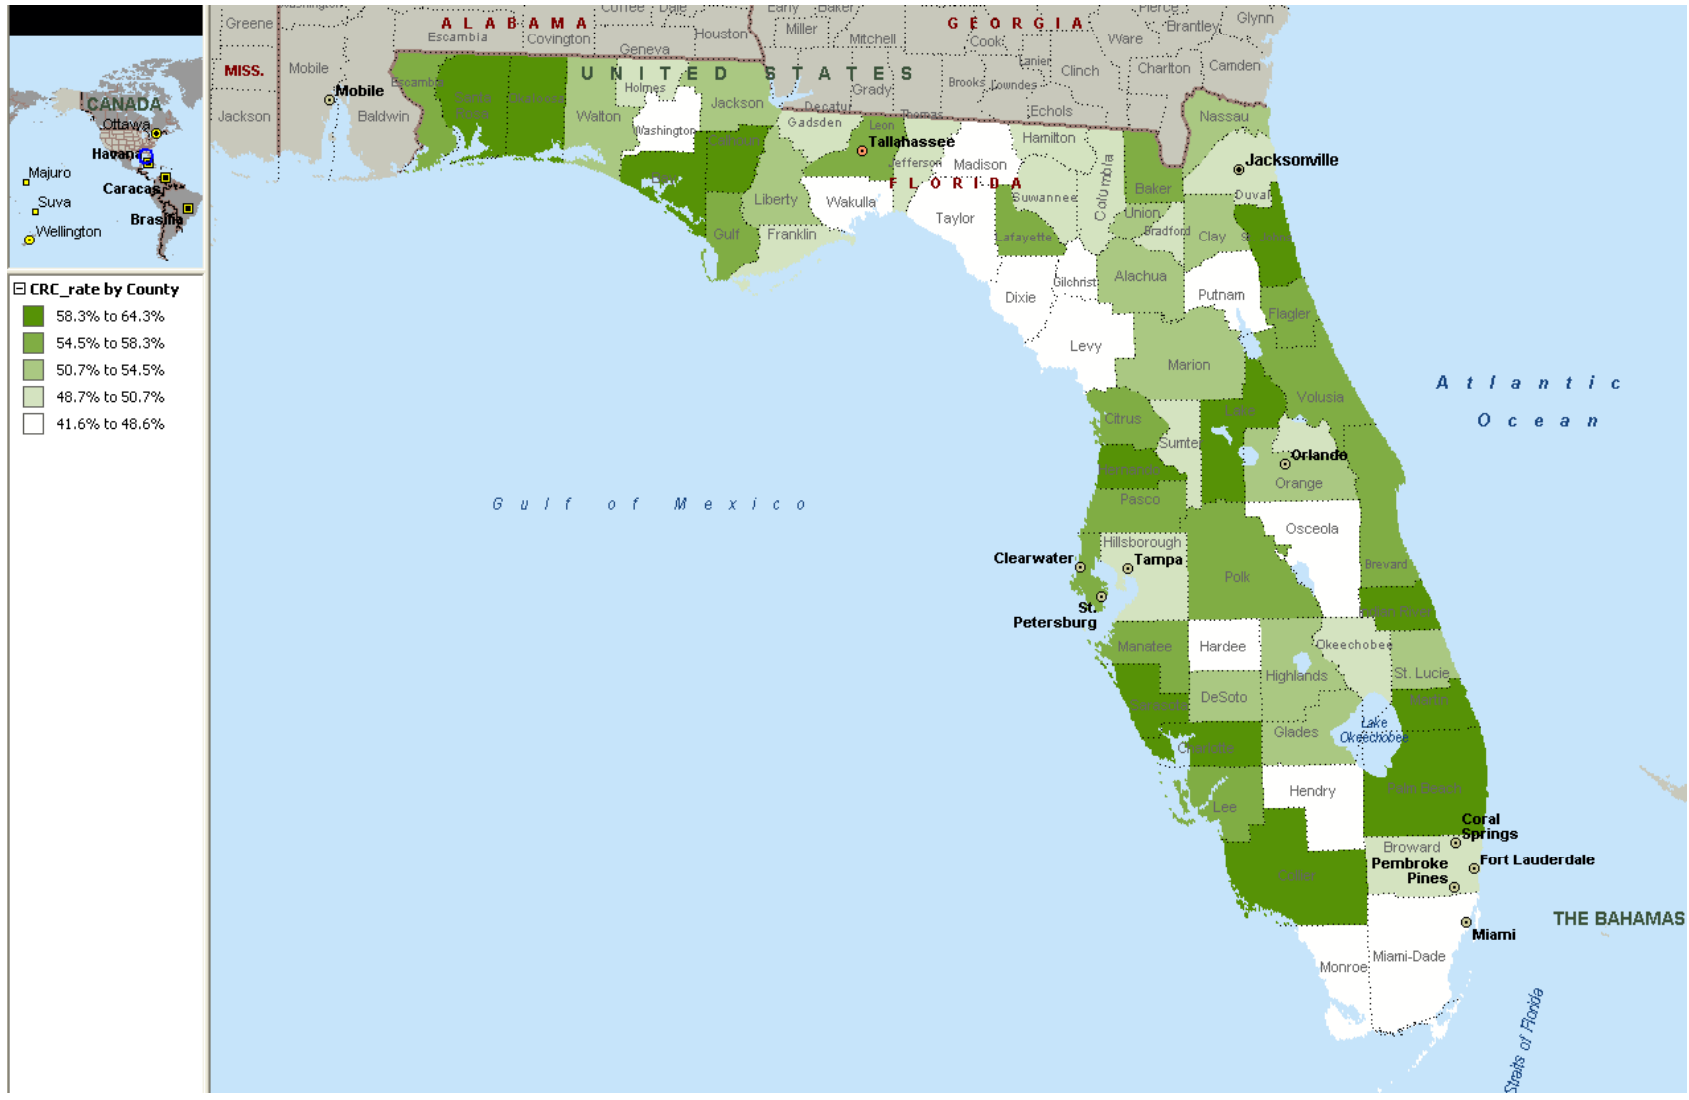 CANADA
Ottawa
Havana
Majuro
Caracas
Suva
Brasilia
Wellington
CRC_rate by County
58.3% to 64.3%
54.5% to 58.3%
50.7% to 54.5%
48.7% to 50.7%
41.6% to 48.6%
Greene
ALABAMA
Escambia
Covington
Coffee
Dale
Geneva
Houston
Early
Baker
Miller
Mitchell
GEORGIA
Cook
Pierce
Brantley
Glynn
Ware
MISS.
Mobile
Mobile
Jackson
Baldwin
UNITED STATES
Decatur
Grady
Thomas
Brooks
Lowndes
Lanier
Clinch
Echols
Charlton
Camden
Escambia
Santa
Rosa
Okaloosa
Walton
Holmes
Washington
Jackson
Calhoun
Bay
Gulf
Liberty
Gadsden
Leon
Tallahassee
Wakulla
Franklin
Jefferson
Madison
FLORIDA
Taylor
Hamilton
Suwannee
Lafayette
Columbia
Baker
Union
Bradford
Nassau
Jacksonville
Duval
Clay
St. Johns
Dixie
Gilchrist
Alachua
Putnam
Flagler
Levy
Marion
Volusia
Atlantic
Ocean
Citrus
Sumter
Lake
Hernando
Orlando
Orange
Pasco
Gulf of Mexico
Osceola
Hillsborough
Clearwater
Tampa
Polk
Brevard
St.
Petersburg
Indian River
Manatee
Hardee
Okeechobee
Highlands
St. Lucie
DeSoto
Sarasota
Martin
Glades
Lake
Okeechobee
Charlotte
Hendry
Palm Beach
Lee
Coral
Springs
Broward
Fort Lauderdale
Pembroke
Pines
Collier
THE BAHAMAS
Miami
Miami-Dade
Monroe
Straits of Florida